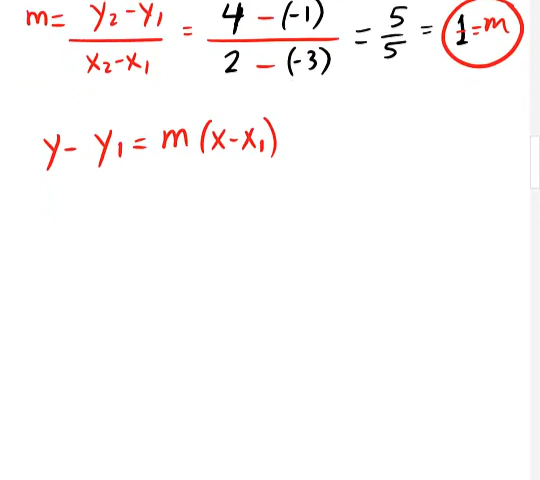 m = y₂-y₁ / x₂-x₁ = 4 - (-1) / 2 - (-3) = 5/5 = 1 = m
y - y₁ = m (x-x₁)